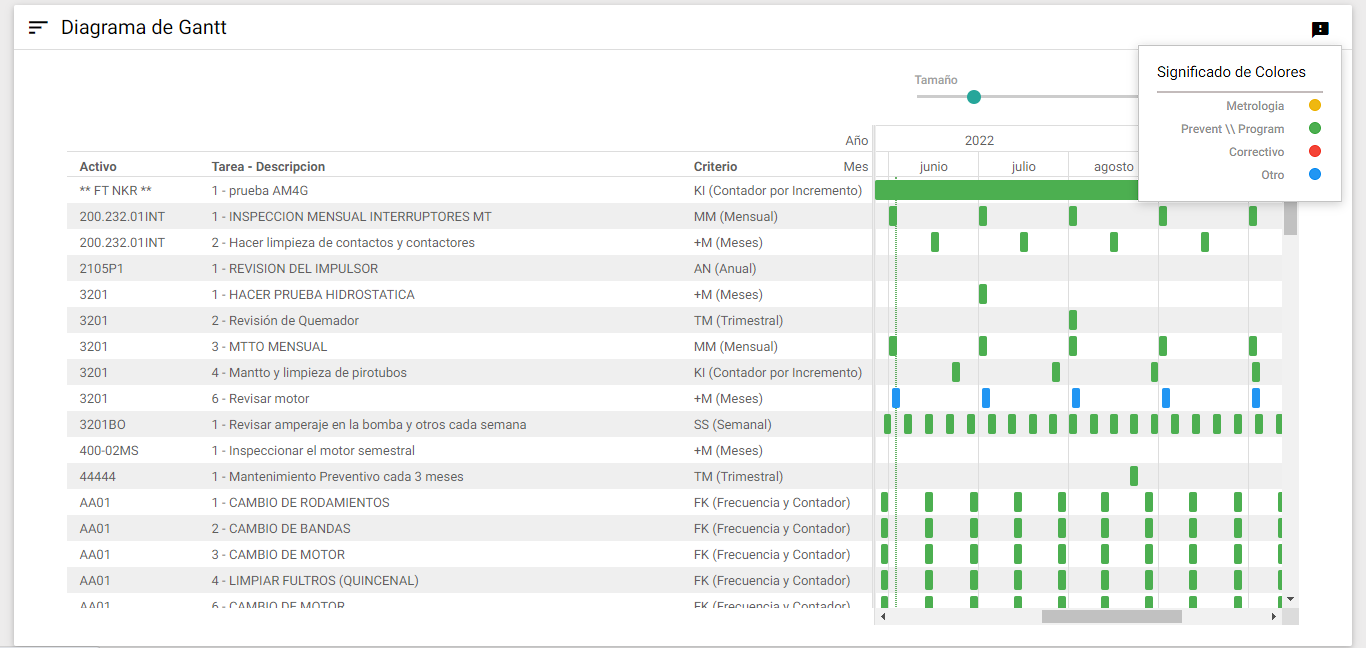 Diagrama de Gantt
Significado de Colores
Metrologia
Prevent \\ Program
Correctivo
Otro
Tamaño
Año 2022
Activo Tarea - Descripcion Criterio Mes junio julio agosto
** FT NKR ** 1 - prueba AM4G KI (Contador por Incremento)
200.232.01INT 1 - INSPECCION MENSUAL INTERRUPTORES MT MM (Mensual)
200.232.01INT 2 - Hacer limpieza de contactos y contactores +M (Meses)
2105P1 1 - REVISION DEL IMPULSOR AN (Anual)
3201 1 - HACER PRUEBA HIDROSTATICA +M (Meses)
3201 2 - Revisión de Quemador TM (Trimestral)
3201 3 - MTTO MENSUAL MM (Mensual)
3201 4 - Mantto y limpieza de pirotubos KI (Contador por Incremento)
3201 6 - Revisar motor +M (Meses)
3201BO 1 - Revisar amperaje en la bomba y otros cada semana SS (Semanal)
400-02MS 1 - Inspeccionar el motor semestral +M (Meses)
44444 1 - Mantenimiento Preventivo cada 3 meses TM (Trimestral)
AA01 1 - CAMBIO DE RODAMIENTOS FK (Frecuencia y Contador)
AA01 2 - CAMBIO DE BANDAS FK (Frecuencia y Contador)
AA01 3 - CAMBIO DE MOTOR FK (Frecuencia y Contador)
AA01 4 - LIMPIAR FULTROS (QUINCENAL) FK (Frecuencia y Contador)
AA01 6 - CAMBIO DE MOTOR FK (Frecuencia y Contador)